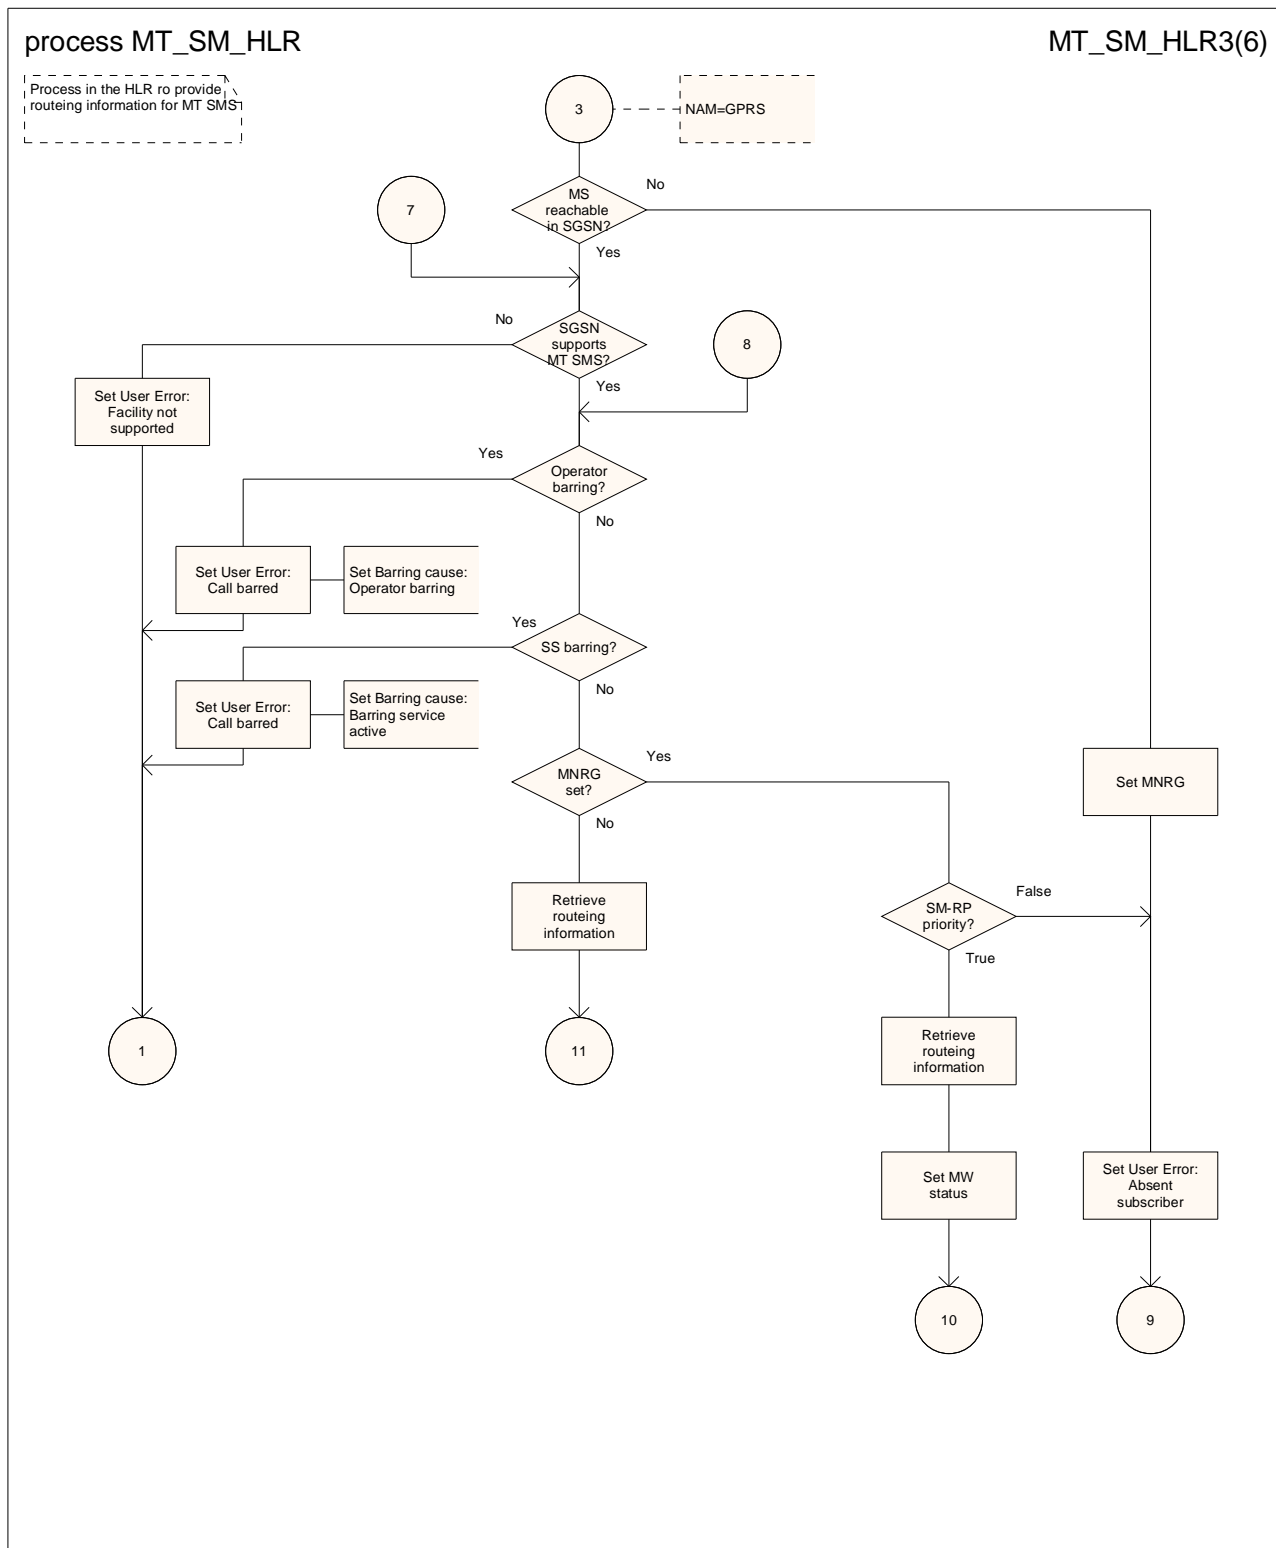 process MT_SM_HLR
MT_SM_HLR3(6)
Process in the HLR ro provide
routeing information for MT SMS
3
NAM=GPRS
No
MS
reachable
in SGSN?
7
Yes
No
SGSN
supports
MT SMS?
8
Yes
Set User Error:
Facility not
supported
Yes
Operator
barring?
No
Set User Error:
Call barred
Set Barring cause:
Operator barring
Yes
SS barring?
No
Set User Error:
Call barred
Set Barring cause:
Barring service
active
Yes
MNRG
set?
Set MNRG
No
Retrieve
routeing
information
False
SM-RP
priority?
True
1
11
Retrieve
routeing
information
Set MW
status
Set User Error:
Absent
subscriber
10
9